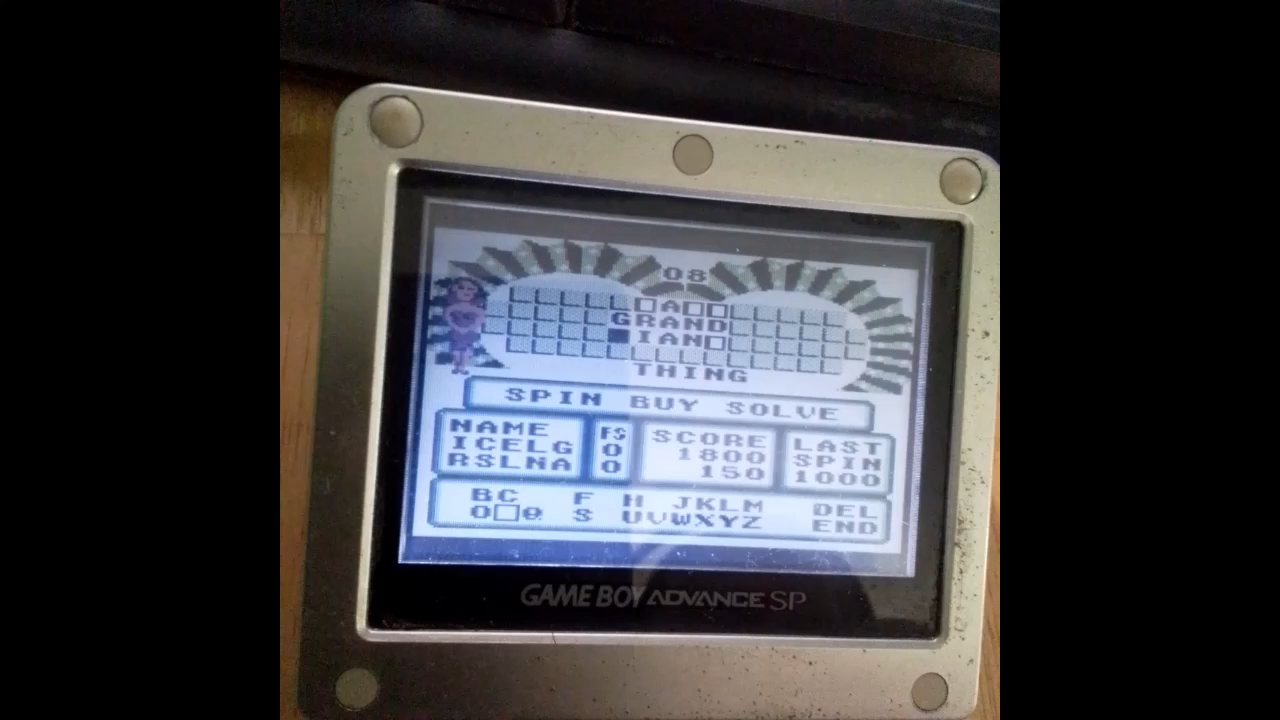 08
□A□□
GRAND
■IAN□
THING
SPIN BUY SOLVE
NAME FS SCORE LAST
ICELG 0 1800 SPIN
RSLNA 0 150 1000
BC F H JKLM DEL
O□@ S UVWXYZ END
GAME BOY ADVANCE SP